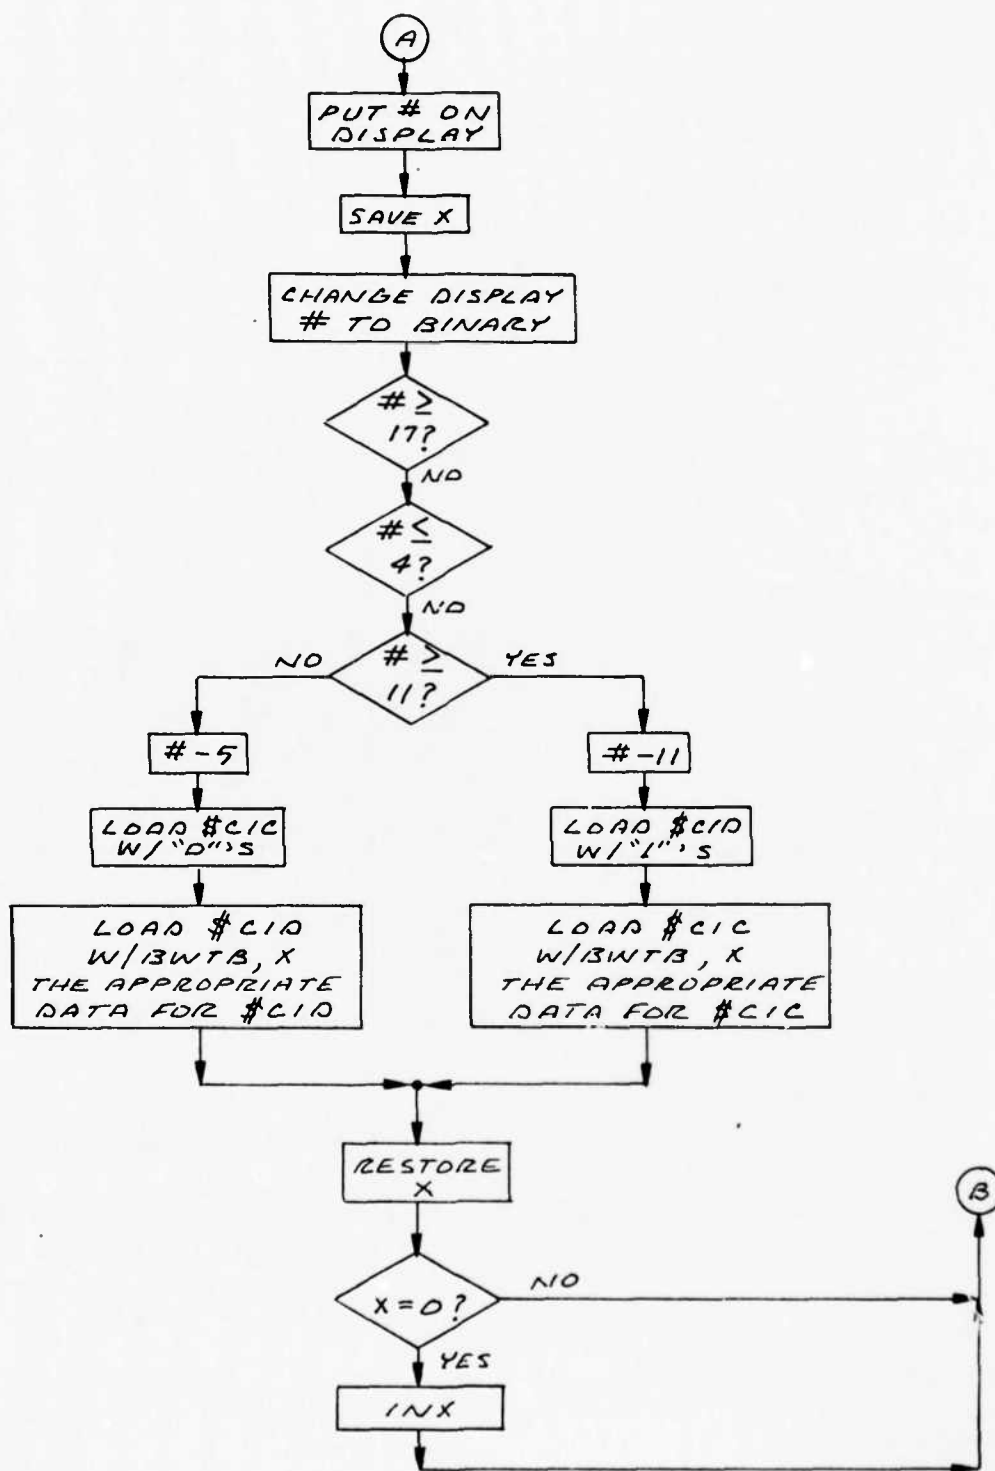 A
PUT # ON
DISPLAY
SAVE X
CHANGE DISPLAY
# TO BINARY
# ≥
17?
NO
# ≤
4?
NO
# ≥
11?
NO
YES
# - 5
# - 11
LOAD $C1C
W/ "0"'S
LOAD $C1D
W/ "1"'S
LOAD $C1D
W/BWTB, X
THE APPROPRIATE
DATA FOR $C1D
LOAD $C1C
W/BWTB, X
THE APPROPRIATE
DATA FOR $C1C
RESTORE
X
B
X = 0?
NO
YES
INX